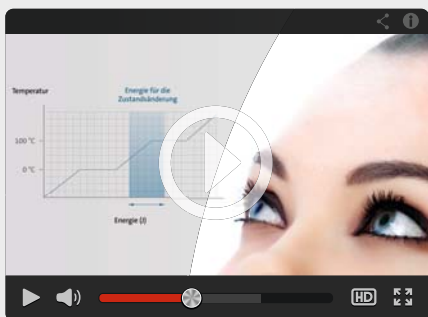 Temperatur
Energie für die
Zustandsänderung
100 °C
0 °C
Energie (J)
HD